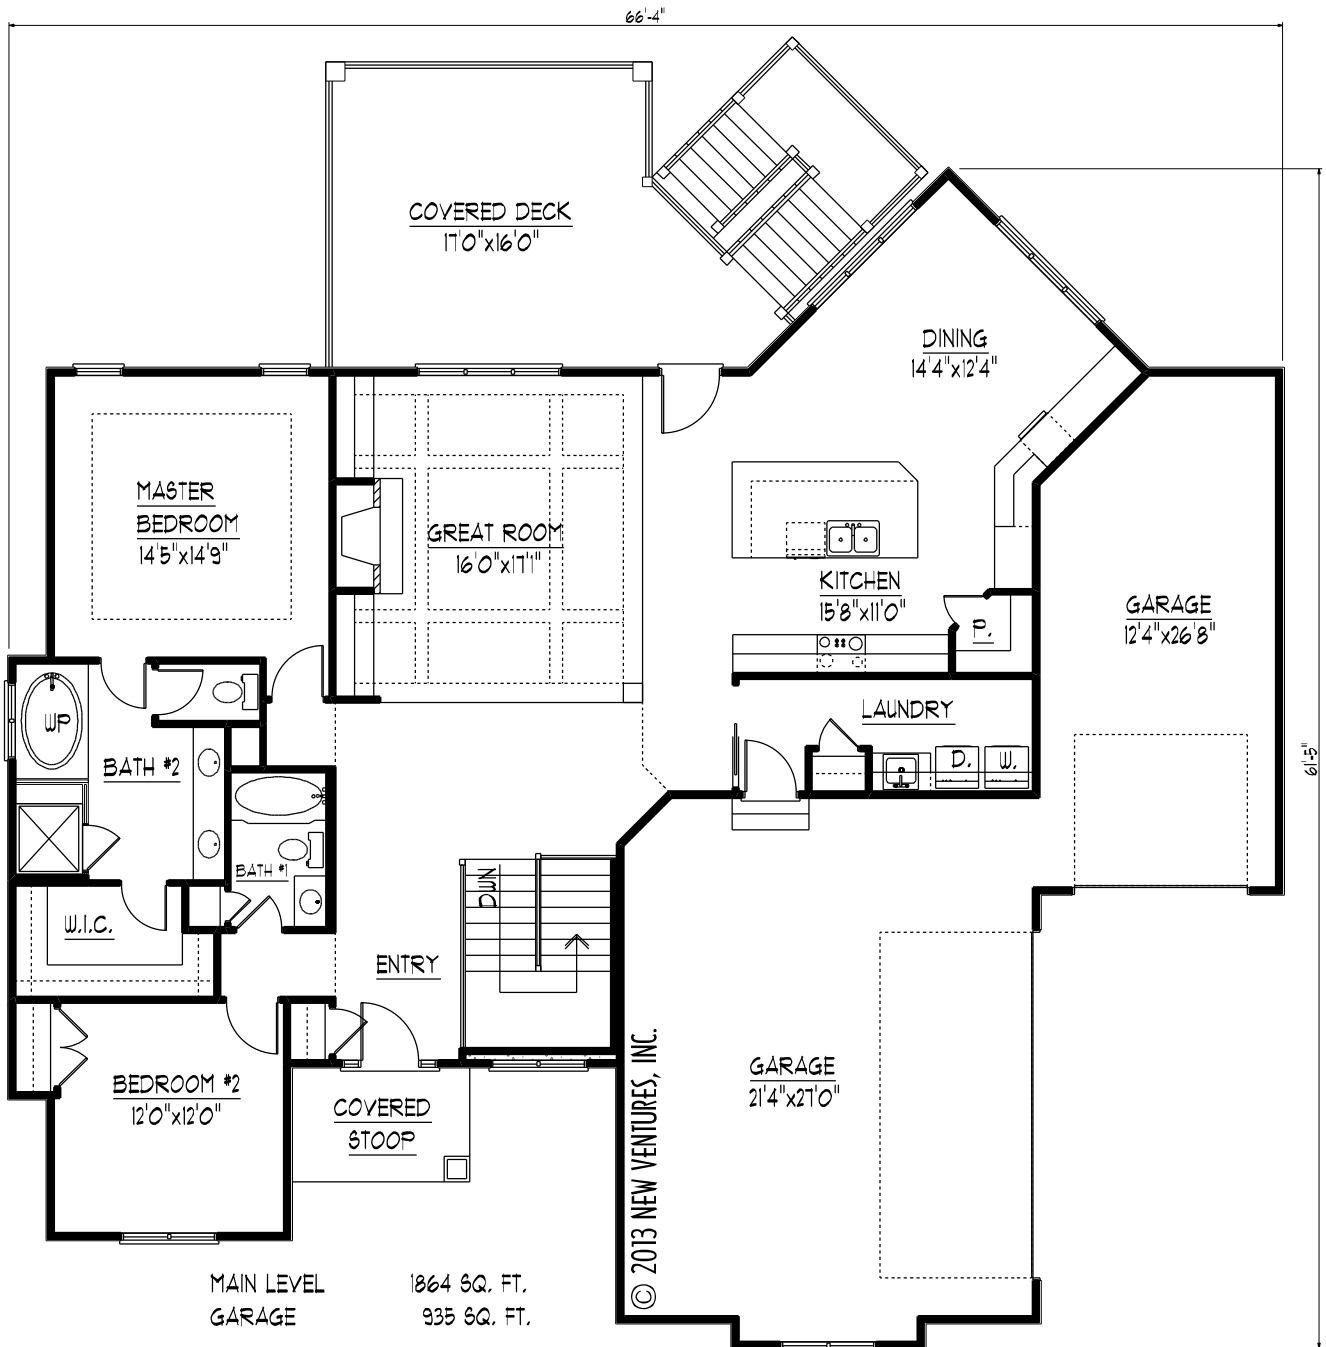 66'-4"
COVERED DECK
17'0"x16'0"
DINING
14'4"x12'4"
MASTER
BEDROOM
14'5"x14'9"
GREAT ROOM
16'0"x17'1"
KITCHEN
15'8"x11'0"
P.
GARAGE
12'4"x26'8"
WP
BATH #2
LAUNDRY
D.
W.
61'-5"
BATH #1
DWN
W.I.C.
ENTRY
BEDROOM #2
12'0"x12'0"
COVERED
STOOP
GARAGE
21'4"x27'0"
© 2013 NEW VENTURES, INC.
MAIN LEVEL 1864 SQ. FT.
GARAGE 935 SQ. FT.